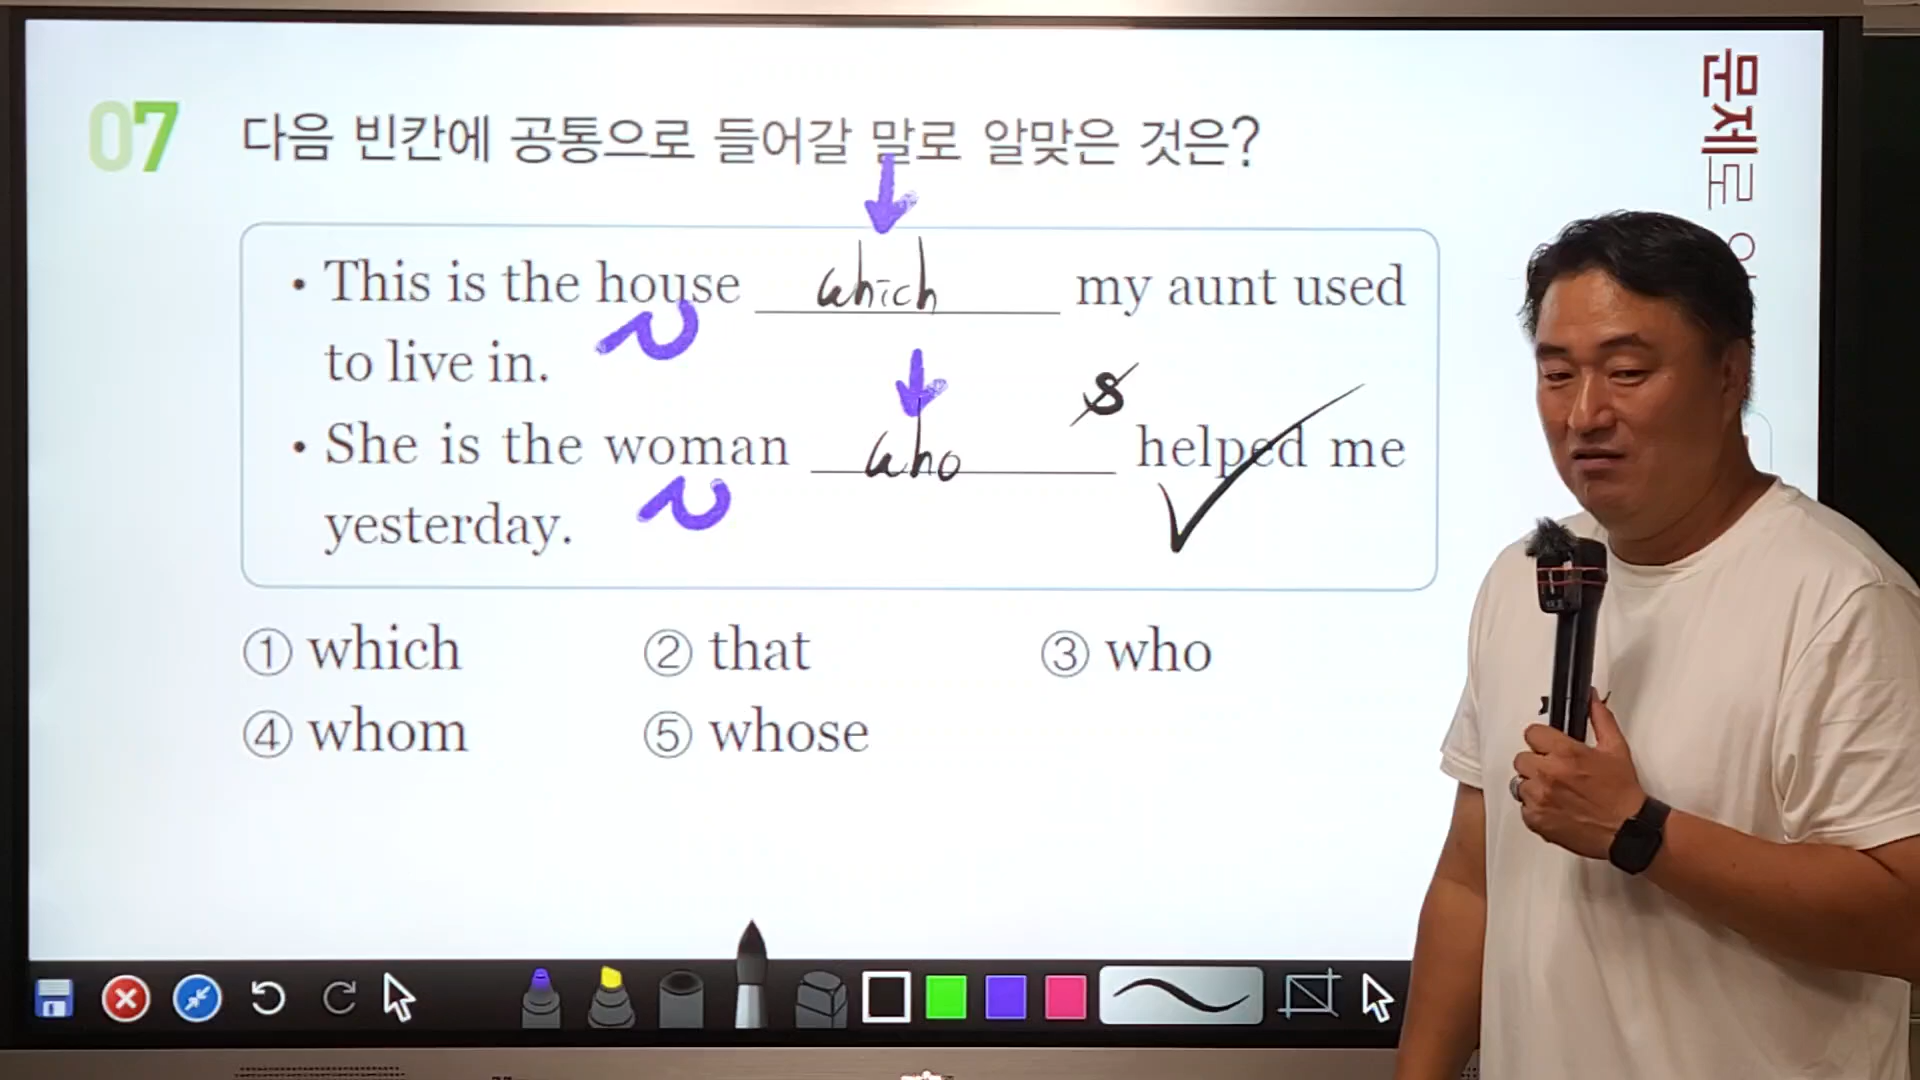 07 다음 빈칸에 공통으로 들어갈 말로 알맞은 것은?
• This is the house which my aunt used
to live in.
• She is the woman who s helped me
yesterday.
① which ② that ③ who
④ whom ⑤ whose
문제로